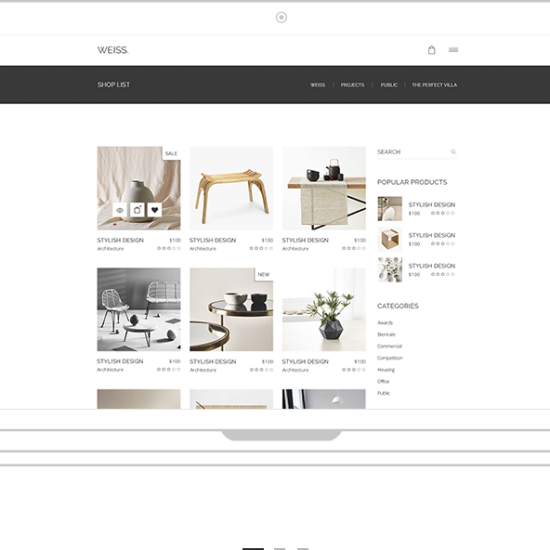 WEISS.
SHOP LIST
WEISS | PROJECTS | PUBLIC | THE PERFECT VILLA
SALE
STYLISH DESIGN $100
Architecture
STYLISH DESIGN $100
Architecture
STYLISH DESIGN $100
Architecture
NEW
STYLISH DESIGN $100
Architecture
STYLISH DESIGN $100
Architecture
STYLISH DESIGN $100
Architecture
SEARCH
POPULAR PRODUCTS
STYLISH DESIGN
$100
STYLISH DESIGN
$100
STYLISH DESIGN
$100
CATEGORIES
Awards
Biennale
Commercial
Competition
Housing
Office
Public